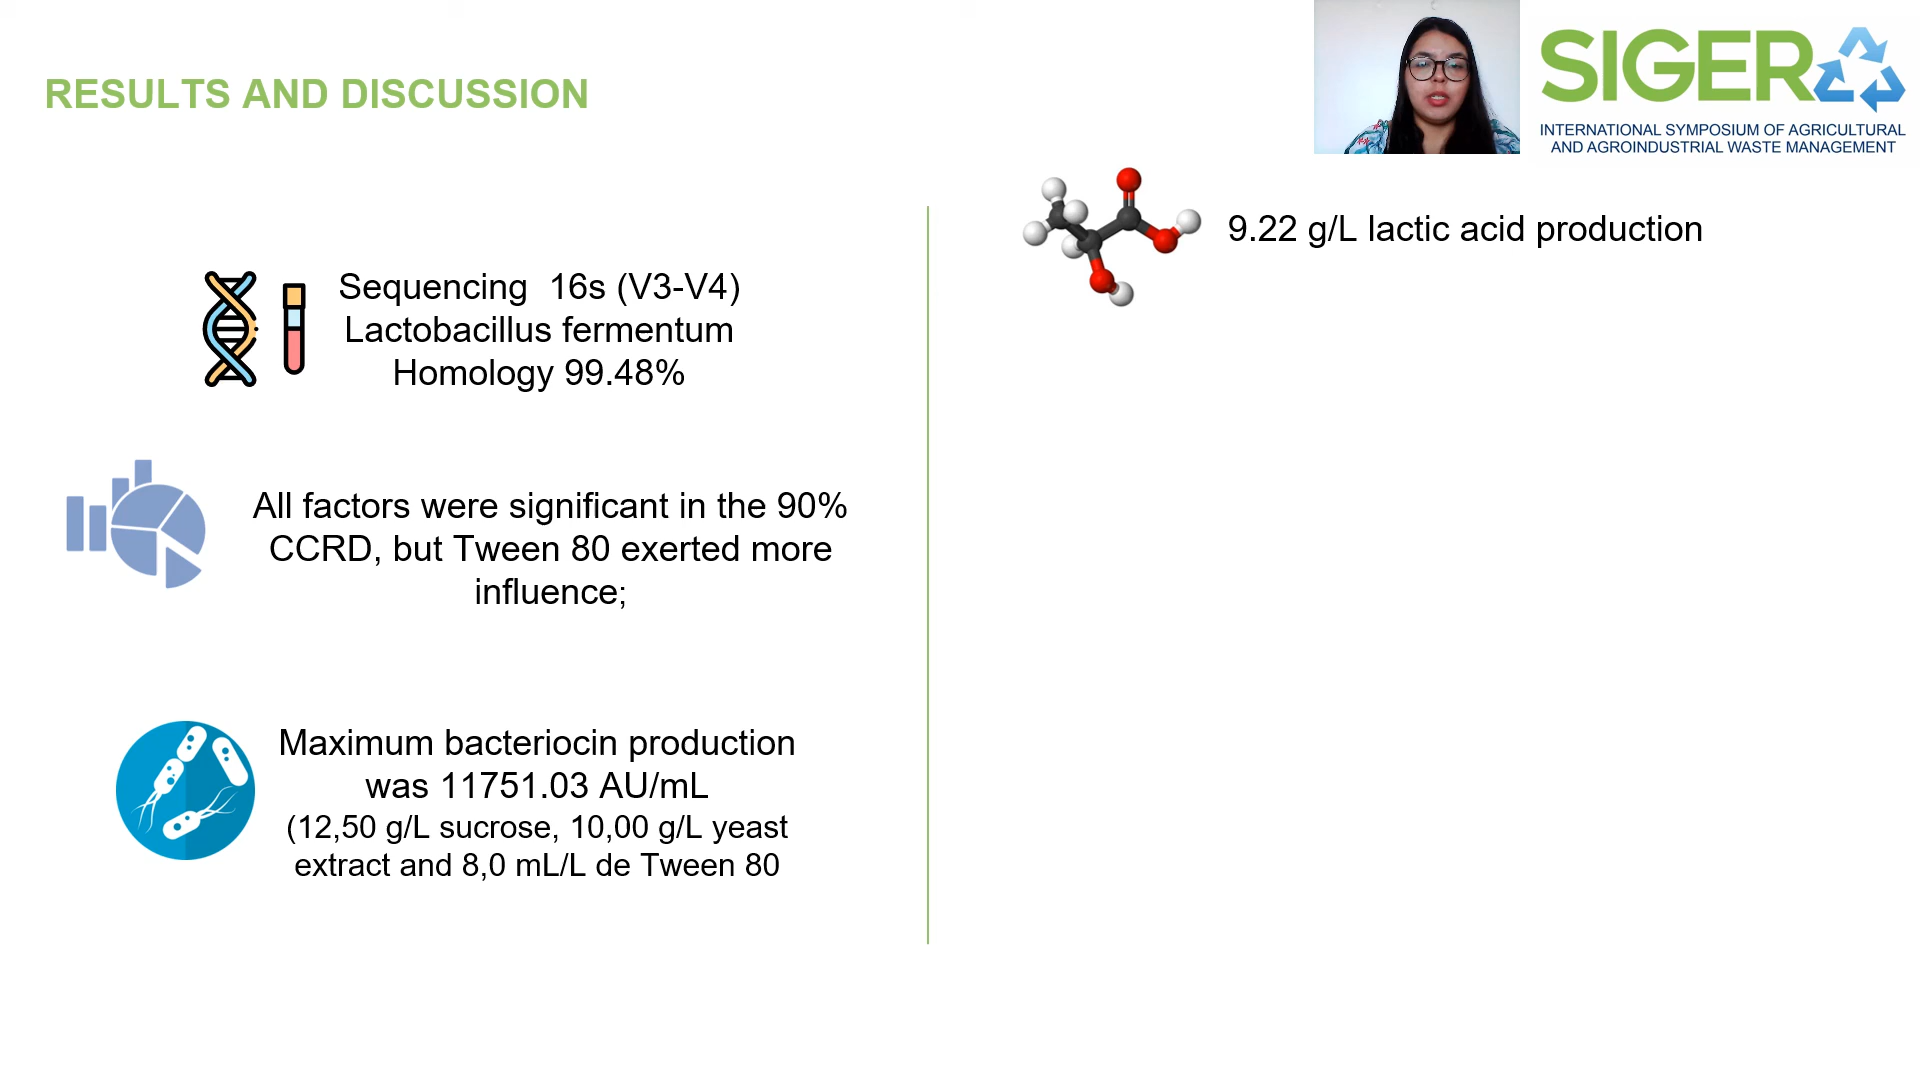 RESULTS AND DISCUSSION
SIGER
INTERNATIONAL SYMPOSIUM OF AGRICULTURAL
AND AGROINDUSTRIAL WASTE MANAGEMENT
Sequencing 16s (V3-V4)
Lactobacillus fermentum
Homology 99.48%
All factors were significant in the 90%
CCRD, but Tween 80 exerted more
influence;
Maximum bacteriocin production
was 11751.03 AU/mL
(12,50 g/L sucrose, 10,00 g/L yeast
extract and 8,0 mL/L de Tween 80
9.22 g/L lactic acid production